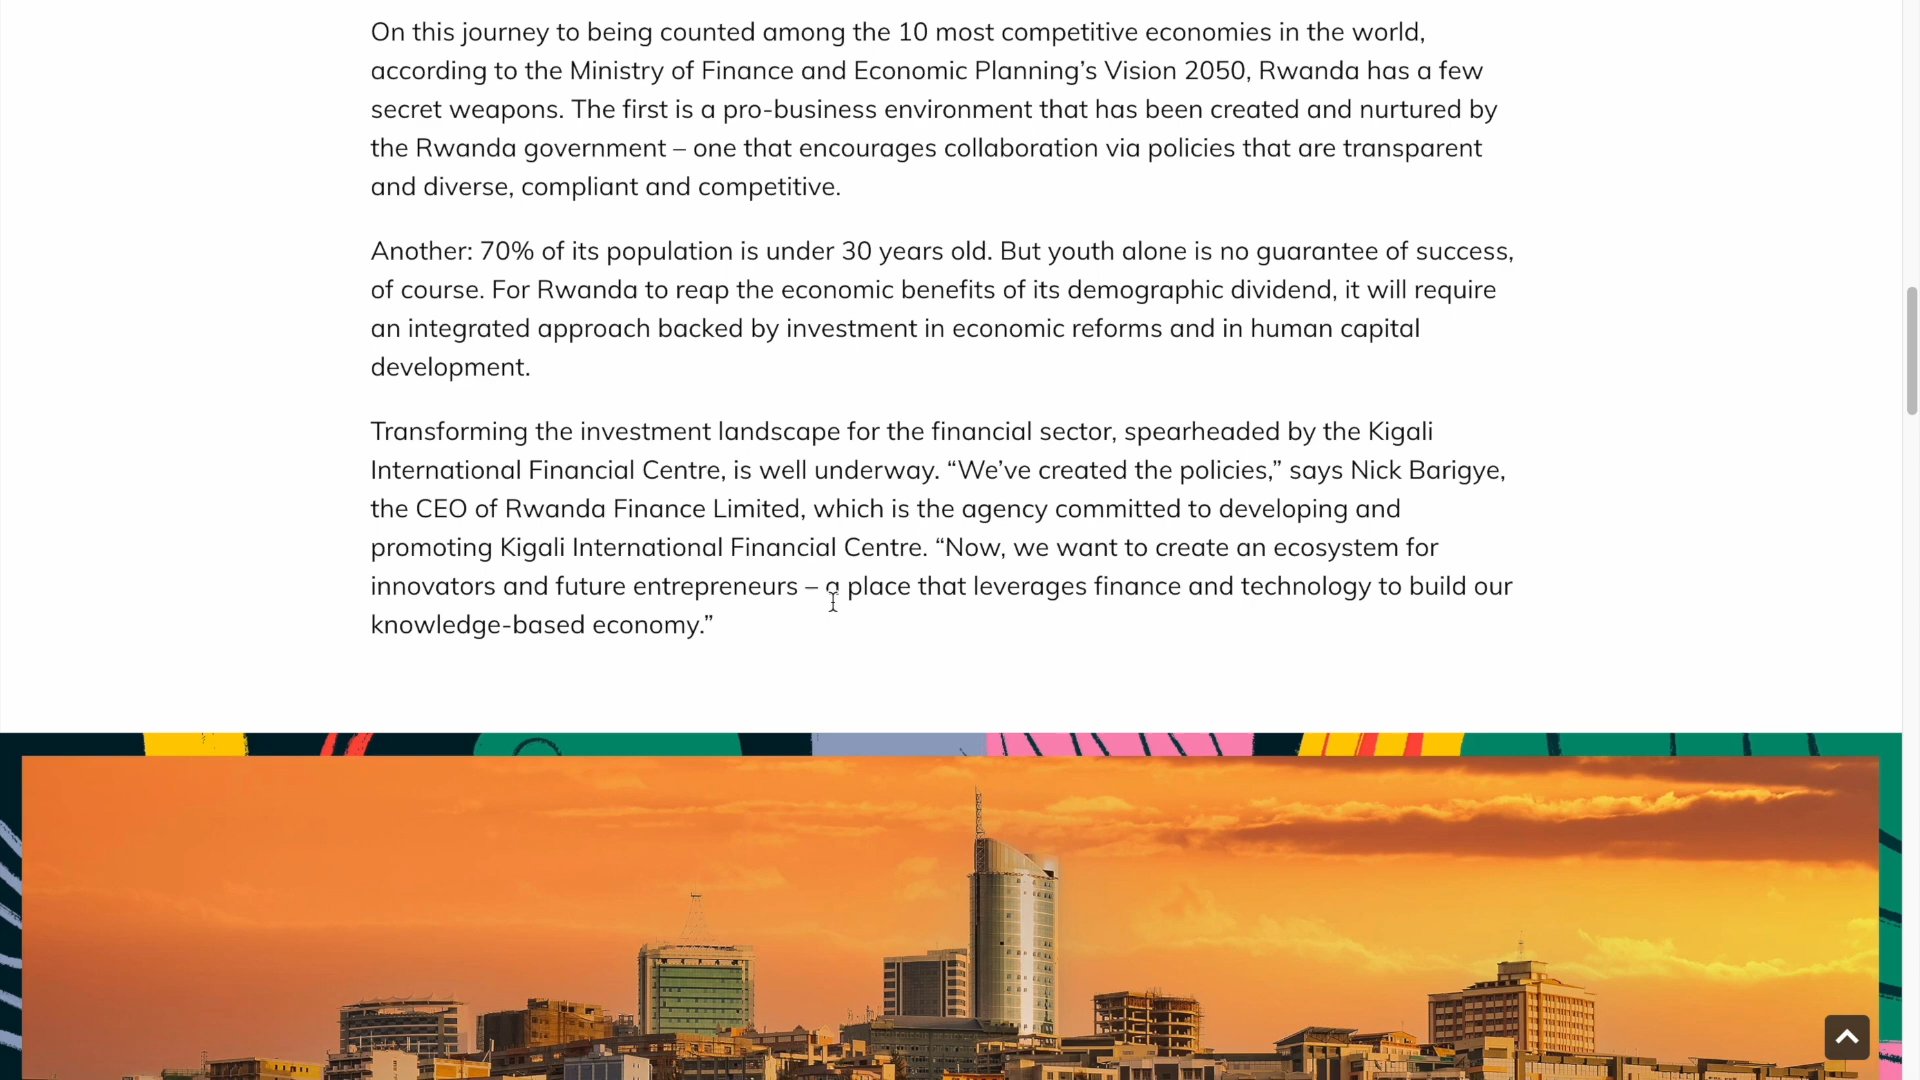 On this journey to being counted among the 10 most competitive economies in the world,
according to the Ministry of Finance and Economic Planning’s Vision 2050, Rwanda has a few
secret weapons. The first is a pro-business environment that has been created and nurtured by
the Rwanda government – one that encourages collaboration via policies that are transparent
and diverse, compliant and competitive.
Another: 70% of its population is under 30 years old. But youth alone is no guarantee of success,
of course. For Rwanda to reap the economic benefits of its demographic dividend, it will require
an integrated approach backed by investment in economic reforms and in human capital
development.
Transforming the investment landscape for the financial sector, spearheaded by the Kigali
International Financial Centre, is well underway. “We’ve created the policies,” says Nick Barigye,
the CEO of Rwanda Finance Limited, which is the agency committed to developing and
promoting Kigali International Financial Centre. “Now, we want to create an ecosystem for
innovators and future entrepreneurs – a place that leverages finance and technology to build our
knowledge-based economy.”